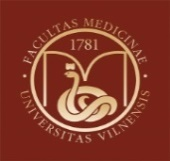 FACULTAS MEDICINAE
1781
UNIVERSITAS VILNENSIS